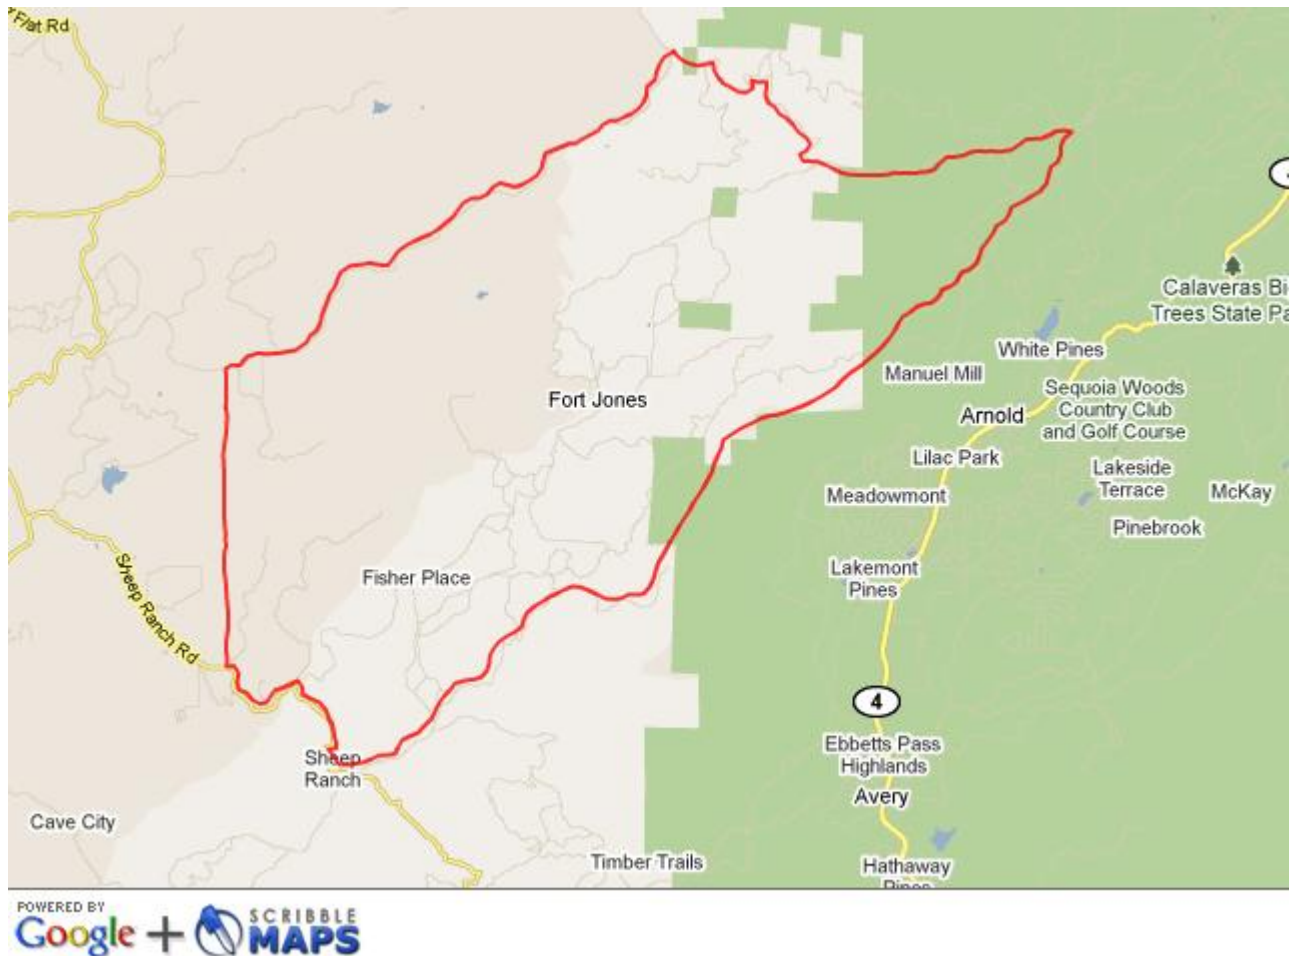 Flat Rd
Calaveras Bi
Trees State Pa
White Pines
Manuel Mill
Sequoia Woods
Country Club
and Golf Course
Fort Jones
Arnold
Lilac Park
Lakeside
Terrace
McKay
Meadowmont
Pinebrook
Sheep Ranch Rd
Fisher Place
Lakemont
Pines
4
Ebbetts Pass
Highlands
Sheep
Ranch
Avery
Cave City
Timber Trails
Hathaway
Pines
POWERED BY
Google + SCRIBBLE
MAPS